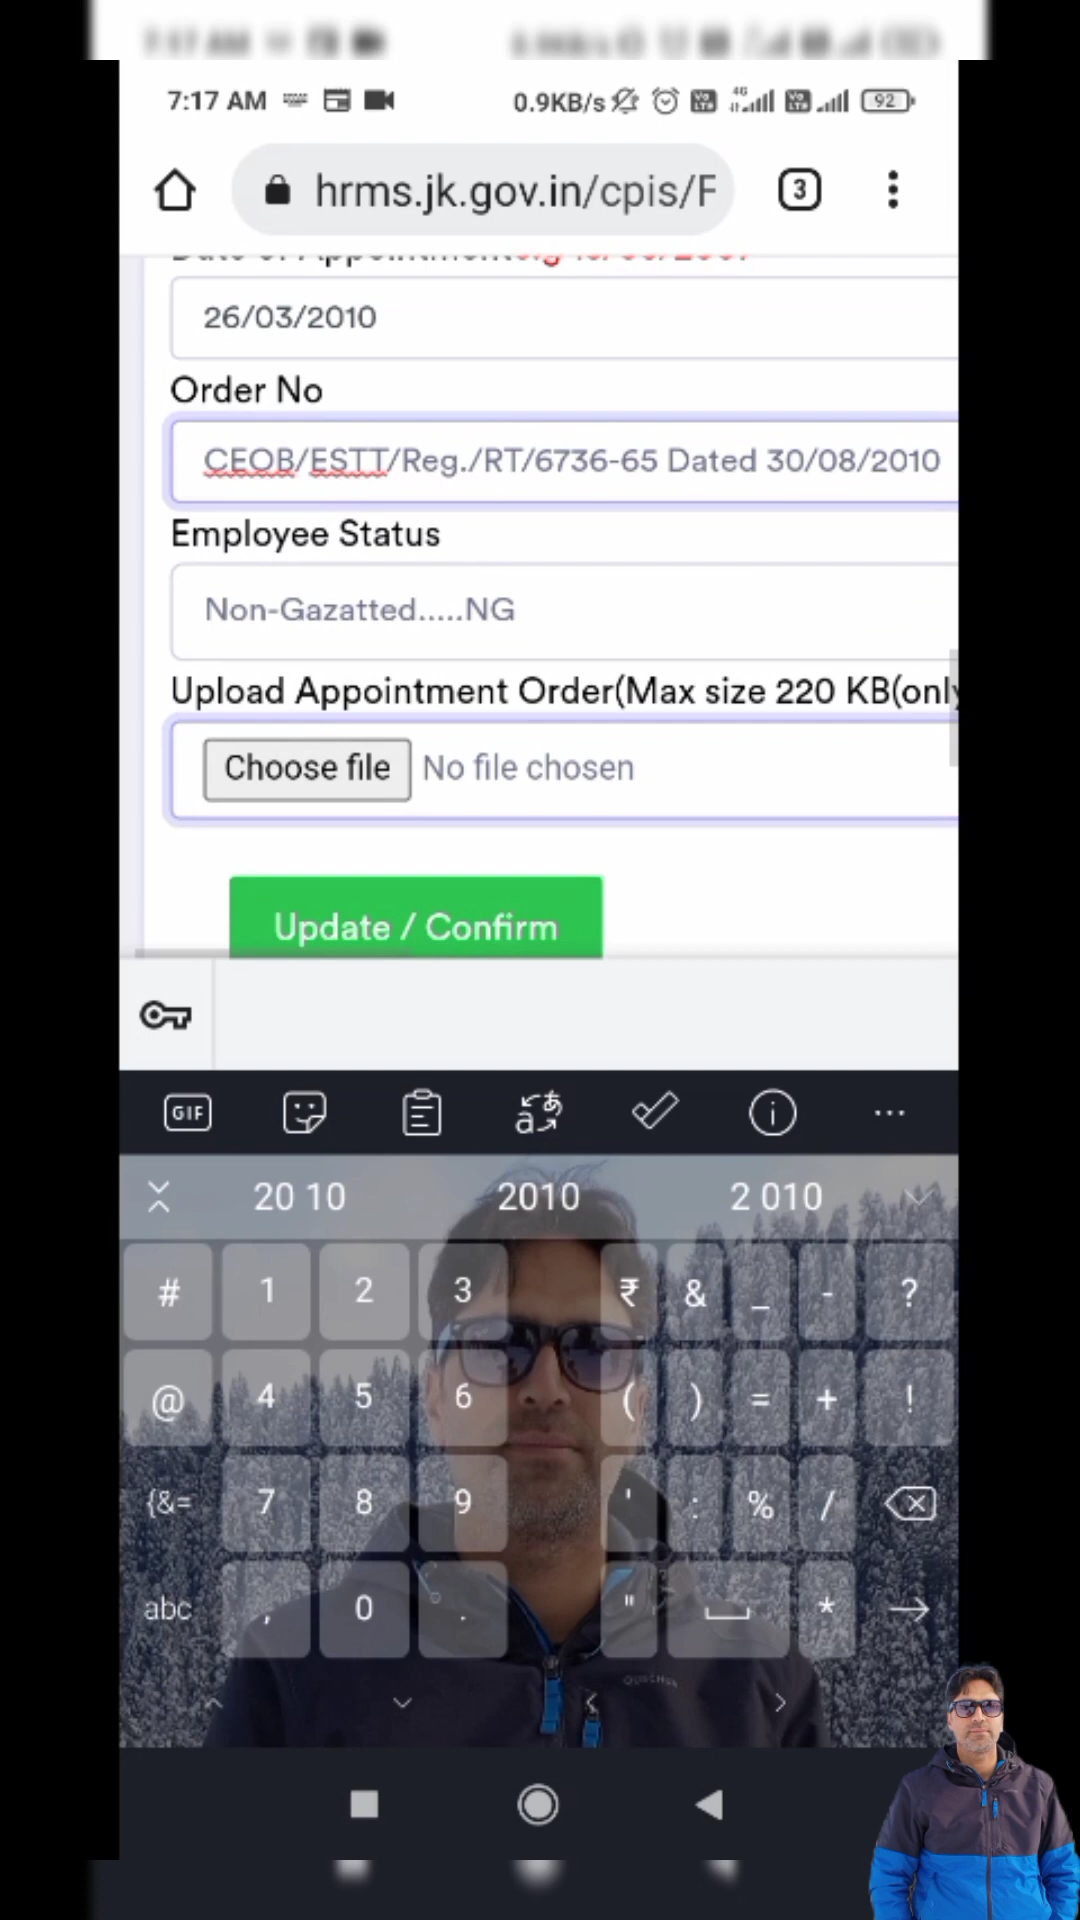 7:17 AM 0.9KB/s 4G 92
hrms.jk.gov.in/cpis/F 3
26/03/2010
Order No
CEOB/ESTT/Reg./RT/6736-65 Dated 30/08/2010
Employee Status
Non-Gazatted.....NG
Upload Appointment Order(Max size 220 KB(only
Choose file No file chosen
Update / Confirm
GIF
20 10 2010 2 010
# 1 2 3 ₹ & _ - ?
@ 4 5 6 ( ) = + !
{&= 7 8 9 ' : % /
abc , 0 . " *
QUECHUA